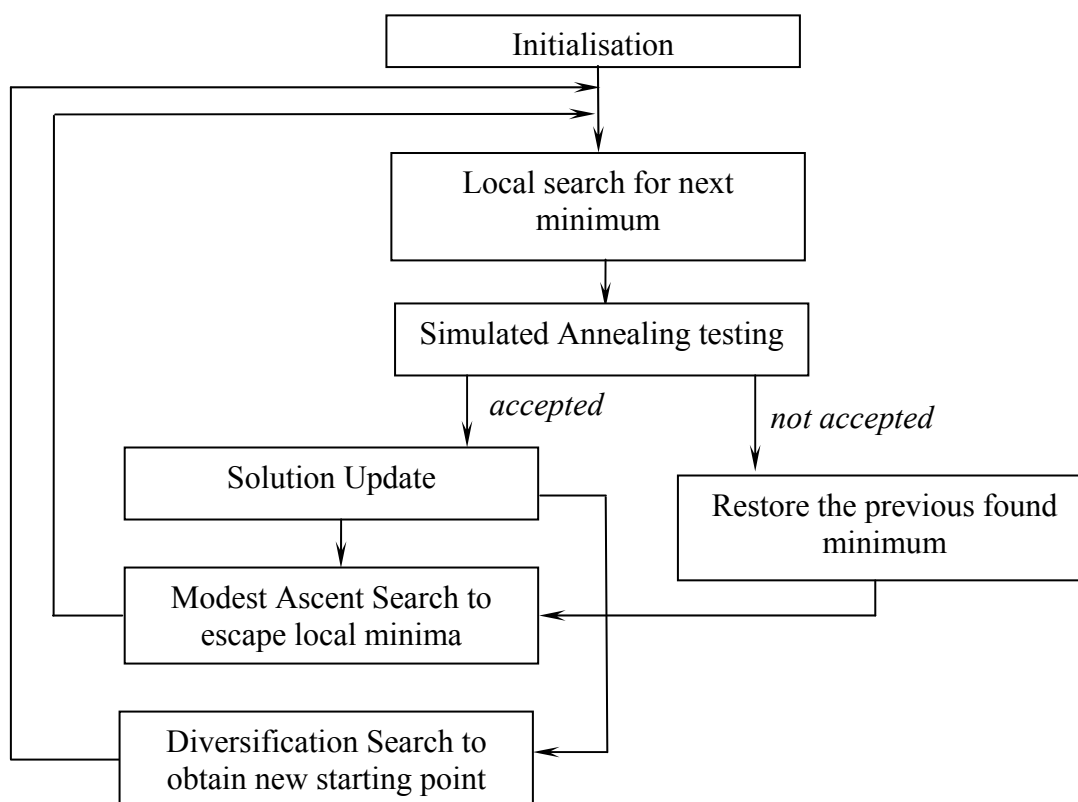 Initialisation
Local search for next
minimum
Simulated Annealing testing
accepted
not accepted
Solution Update
Restore the previous found
minimum
Modest Ascent Search to
escape local minima
Diversification Search to
obtain new starting point